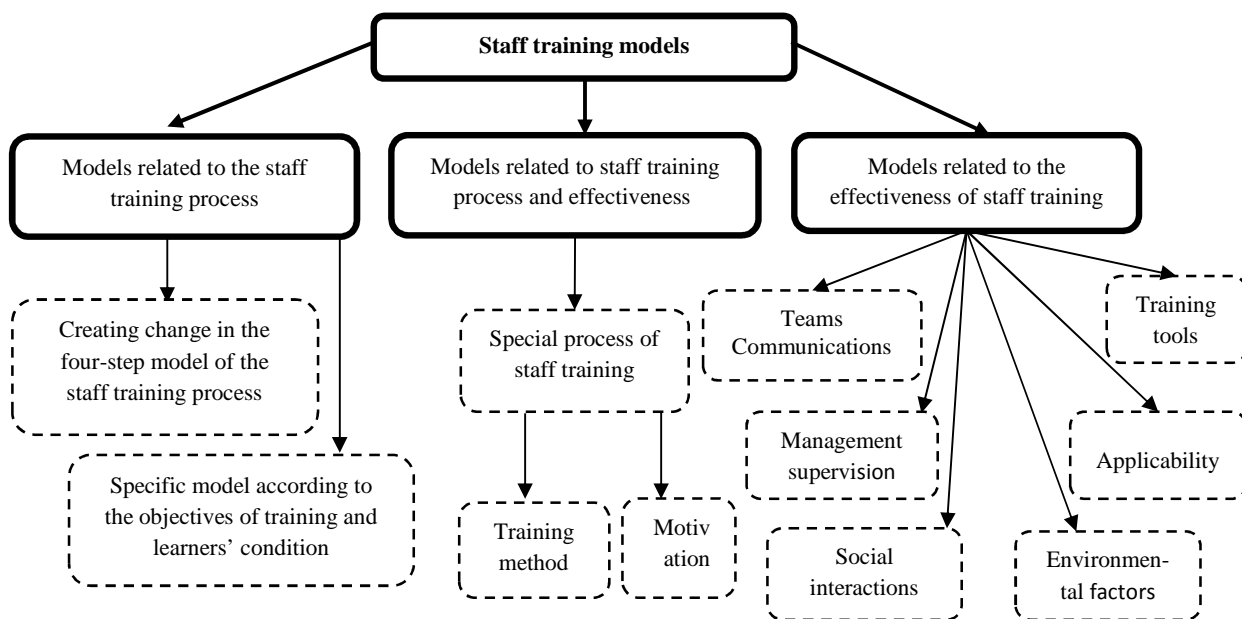 Staff training models
Models related to the staff
training process
Models related to staff training
process and effectiveness
Models related to the
effectiveness of staff training
Creating change in the
four-step model of the
staff training process
Specific model according to
the objectives of training and
learners’ condition
Special process of
staff training
Training
method
Motiv
ation
Teams
Communications
Training
tools
Management
supervision
Applicability
Social
interactions
Environmen-
tal factors